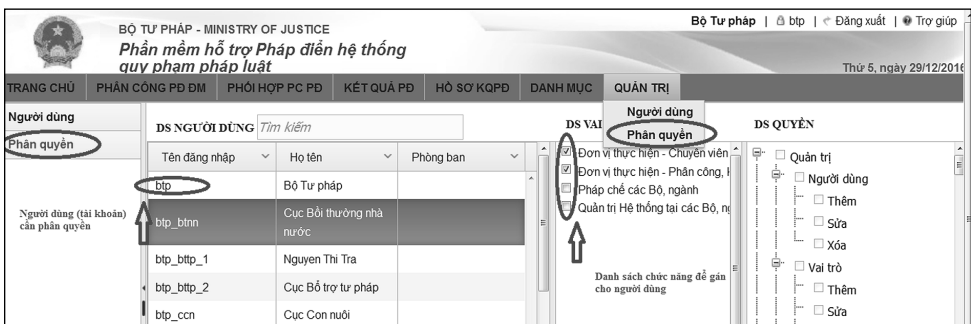 BỘ TƯ PHÁP - MINISTRY OF JUSTICE
Phần mềm hỗ trợ Pháp điển hệ thống
quy phạm pháp luật
Bộ Tư pháp | btp | Đăng xuất | Trợ giúp
Thứ 5, ngày 29/12/2016
TRANG CHỦ PHÂN CÔNG PĐ ĐM PHỐI HỢP PC PĐ KẾT QUẢ PĐ HỒ SƠ KQPĐ DANH MỤC QUẢN TRỊ
Người dùng
Phân quyền
Người dùng
Phân quyền
Người dùng (tài khoản)
cần phân quyền
DS NGƯỜI DÙNG Tìm kiếm
Tên đăng nhập Họ tên Phòng ban
btp Bộ Tư pháp
btp_btnn Cục Bồi thường nhà
nước
btp_bttp_1 Nguyen Thi Tra
btp_bttp_2 Cục Bổ trợ tư pháp
btp_ccn Cục Con nuôi
DS VAI
Đơn vị thực hiện - Chuyên viên
Đơn vị thực hiện - Phân công,
Pháp chế các Bộ, ngành
Quản trị Hệ thống tại các Bộ,
Danh sách chức năng để gán
cho người dùng
DS QUYỀN
Quản trị
Người dùng
Thêm
Sửa
Xóa
Vai trò
Thêm
Sửa